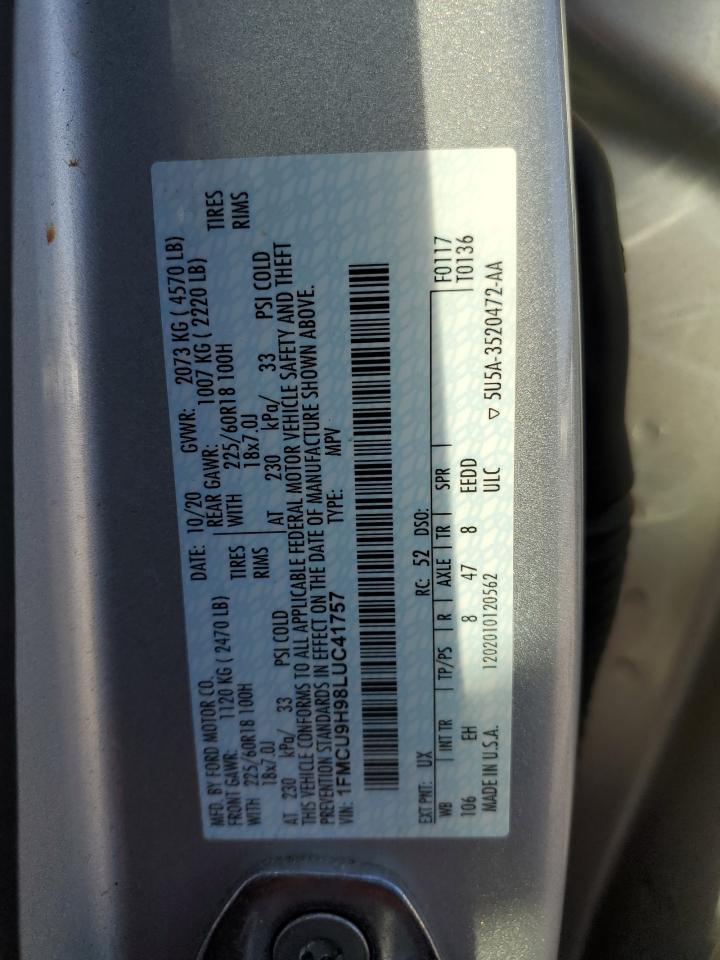 MFD. BY FORD MOTOR CO. DATE: 10/20 GVWR: 2073 KG ( 4570 LB)
FRONT GAWR: 1120 KG ( 2470 LB) REAR GAWR: 1007 KG ( 2220 LB)
WITH 225/60R18 100H TIRES WITH 225/60R18 100H TIRES
18x7.0J RIMS 18x7.0J RIMS
AT 230 kPa/ 33 PSI COLD AT 230 kPa/ 33 PSI COLD
THIS VEHICLE CONFORMS TO ALL APPLICABLE FEDERAL MOTOR VEHICLE SAFETY AND THEFT
PREVENTION STANDARDS IN EFFECT ON THE DATE OF MANUFACTURE SHOWN ABOVE.
VIN: 1FMCU9H98LUC41757 TYPE: MPV
EXT PNT: UX RC: 52 DSO: F0117
WB INT TR TP/PS R AXLE TR SPR T0136
106 EH 8 47 8 EEDD
MADE IN U.S.A. 1202010120562 ULC ▽ 5U5A-3520472-AA